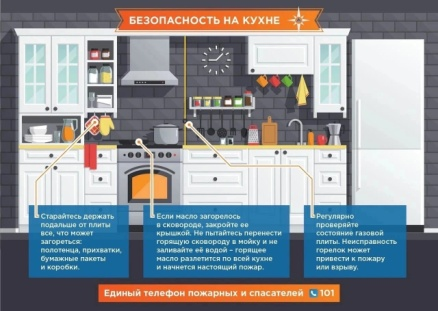 БЕЗОПАСНОСТЬ НА КУХНЕ
Старайтесь держать
подальше от плиты
все, что может
загореться:
полотенца, прихватки,
бумажные пакеты
и коробки.
Если масло загорелось
в сковороде, закройте ее
крышкой. Не пытайтесь перенести
горящую сковороду в мойку и не
заливайте её водой – горящее
масло разлетится по всей кухне
и начнется настоящий пожар.
Регулярно
проверяйте
состояние газовой
плиты. Неисправность
горелок может
привести к пожару
или взрыву.
Единый телефон пожарных и спасателей 101